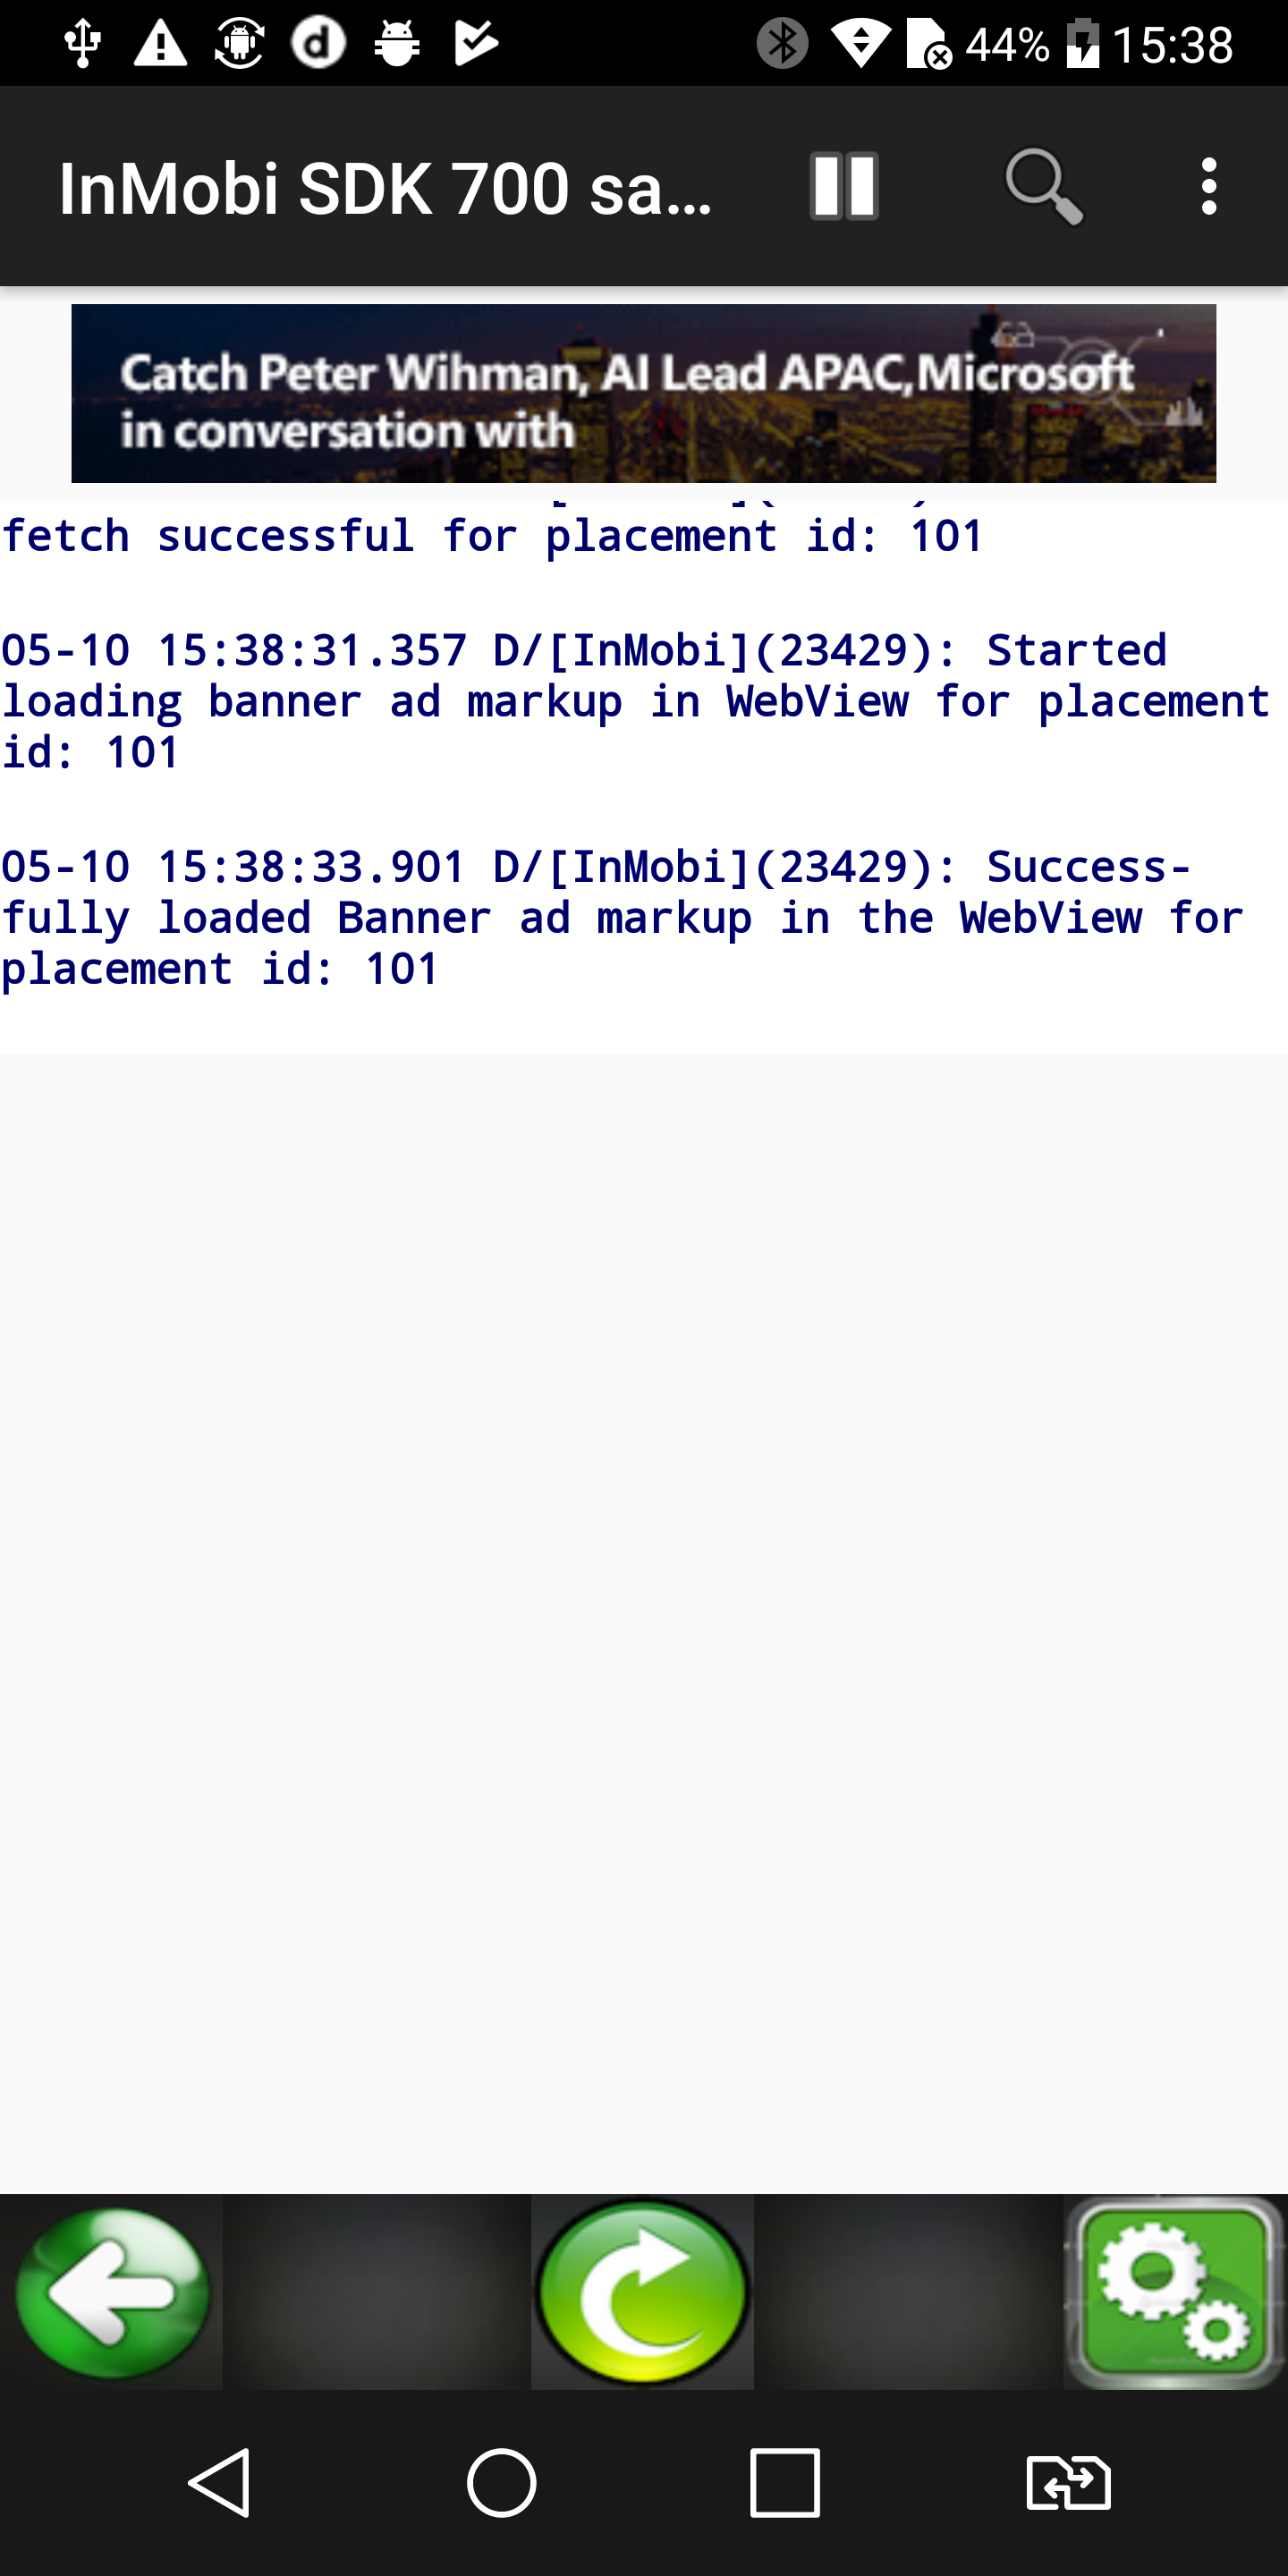 44% 15:38
InMobi SDK 700 sa...
Catch Peter Wihman, AI Lead APAC,Microsoft
in conversation with
fetch successful for placement id: 101
05-10 15:38:31.357 D/[InMobi](23429): Started
loading banner ad markup in WebView for placement
id: 101
05-10 15:38:33.901 D/[InMobi](23429): Success-
fully loaded Banner ad markup in the WebView for
placement id: 101